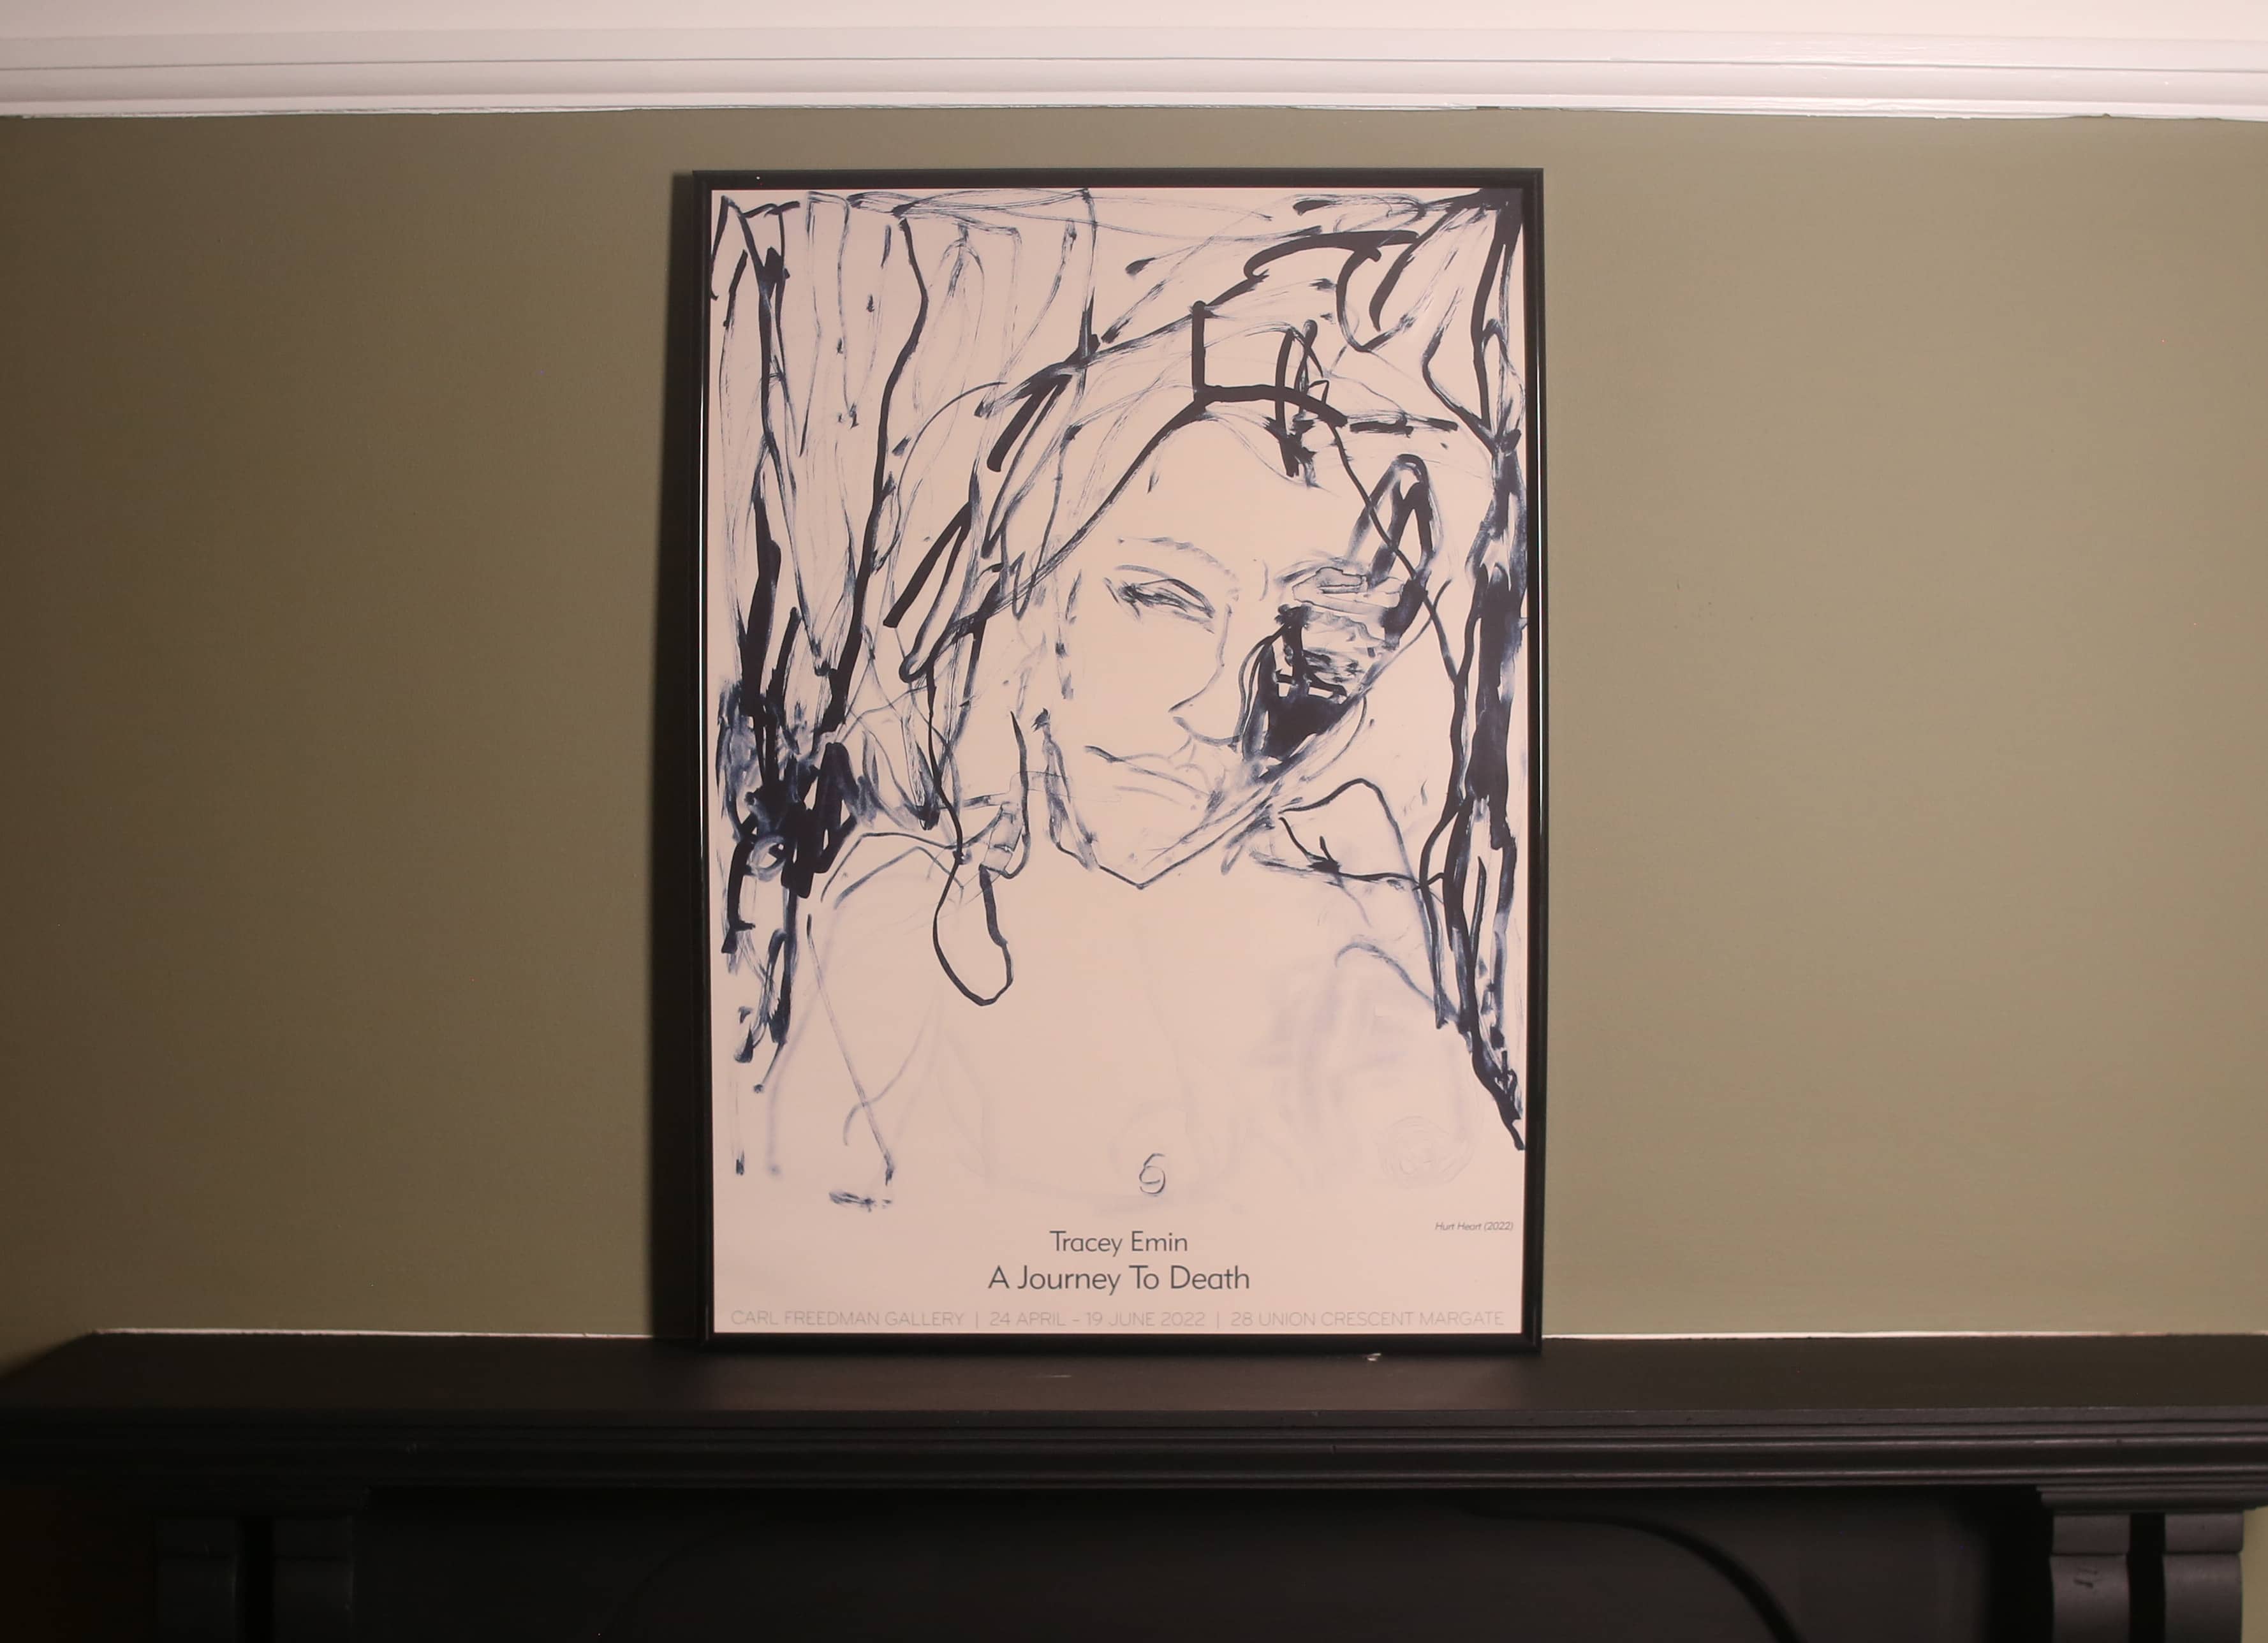 Hurt Heart (2022)
Tracey Emin
A Journey To Death
CARL FREEDMAN GALLERY | 24 APRIL - 19 JUNE 2022 | 28 UNION CRESCENT MARGATE